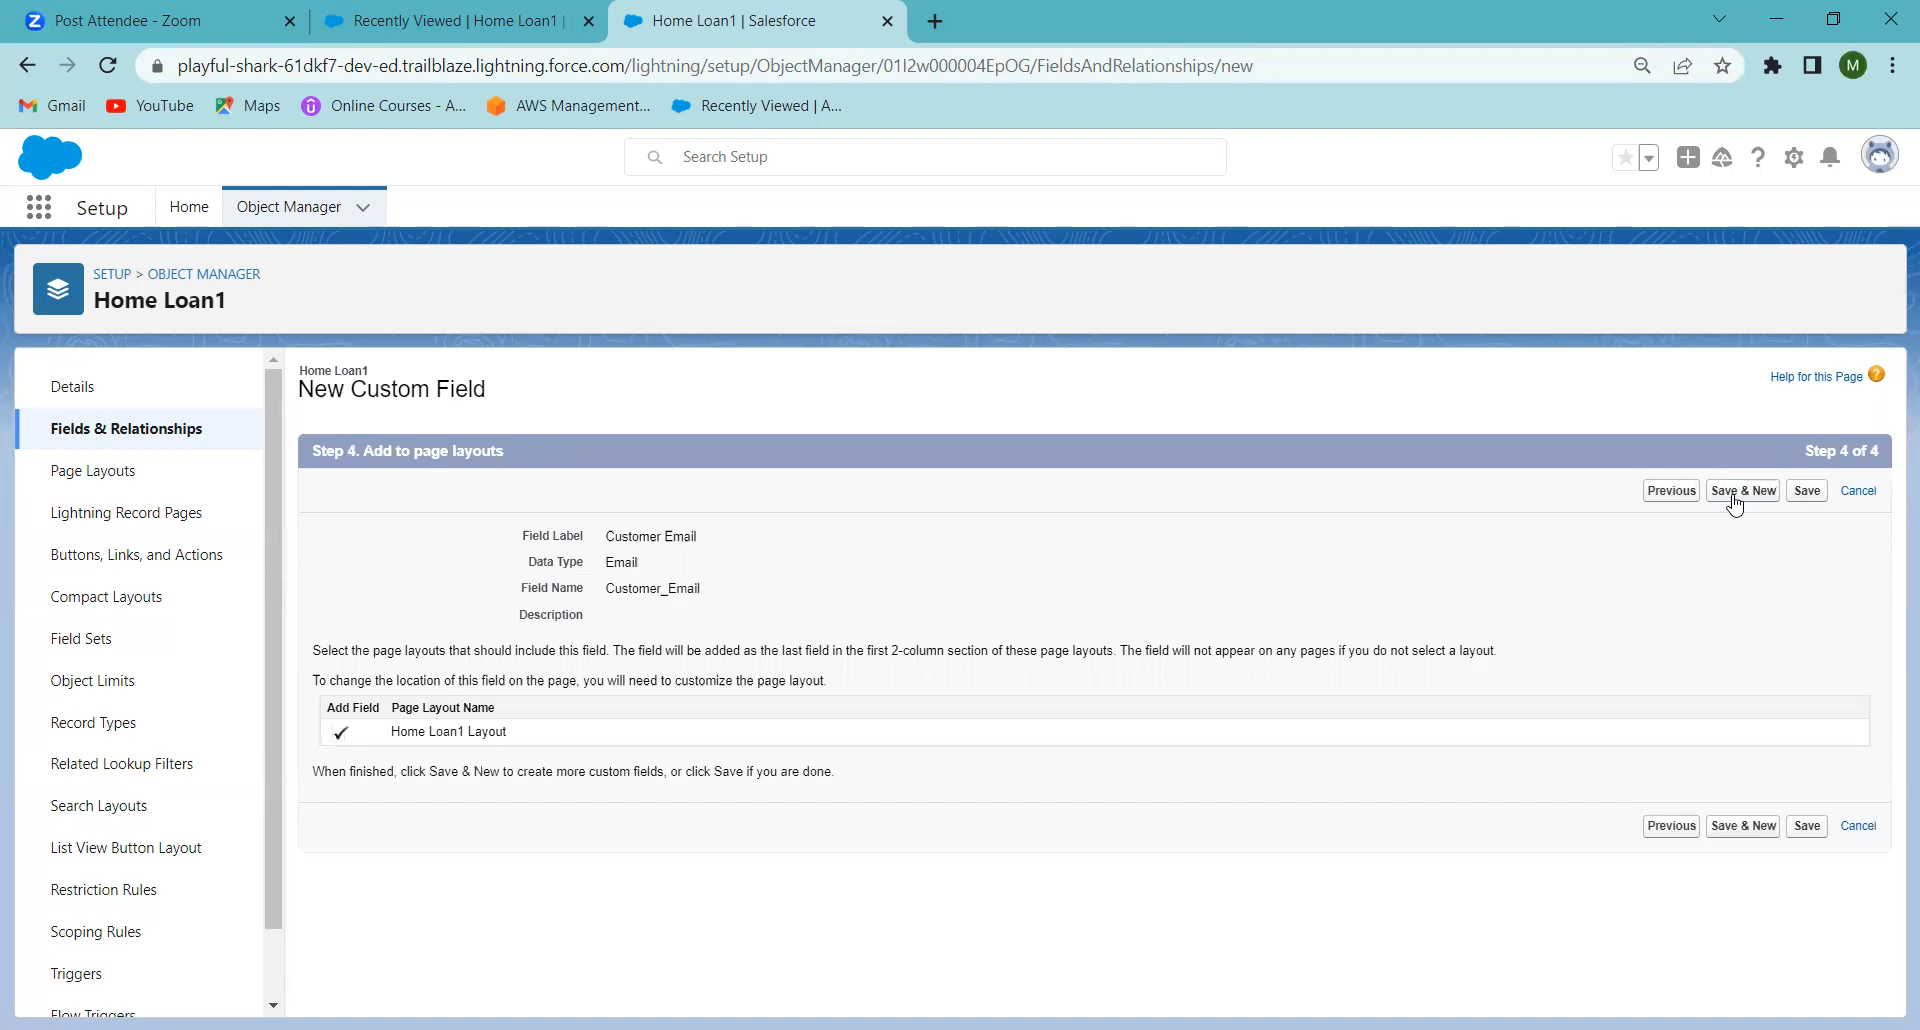 Post Attendee - Zoom
Recently Viewed | Home Loan1 |
Home Loan1 | Salesforce
playful-shark-61dkf7-dev-ed.trailblaze.lightning.force.com/lightning/setup/ObjectManager/01I2w000004EpOG/FieldsAndRelationships/new
M
Gmail
YouTube
Maps
Online Courses - A...
AWS Management...
Recently Viewed | A...
Search Setup
Setup
Home
Object Manager
SETUP > OBJECT MANAGER
Home Loan1
Details
Fields & Relationships
Page Layouts
Lightning Record Pages
Buttons, Links, and Actions
Compact Layouts
Field Sets
Object Limits
Record Types
Related Lookup Filters
Search Layouts
List View Button Layout
Restriction Rules
Scoping Rules
Triggers
Flow Triggers
Home Loan1
New Custom Field
Help for this Page
Step 4. Add to page layouts
Step 4 of 4
Previous Save & New Save Cancel
Field Label Customer Email
Data Type Email
Field Name Customer_Email
Description
Select the page layouts that should include this field. The field will be added as the last field in the first 2-column section of these page layouts. The field will not appear on any pages if you do not select a layout.
To change the location of this field on the page, you will need to customize the page layout.
Add Field Page Layout Name
Home Loan1 Layout
When finished, click Save & New to create more custom fields, or click Save if you are done.
Previous Save & New Save Cancel